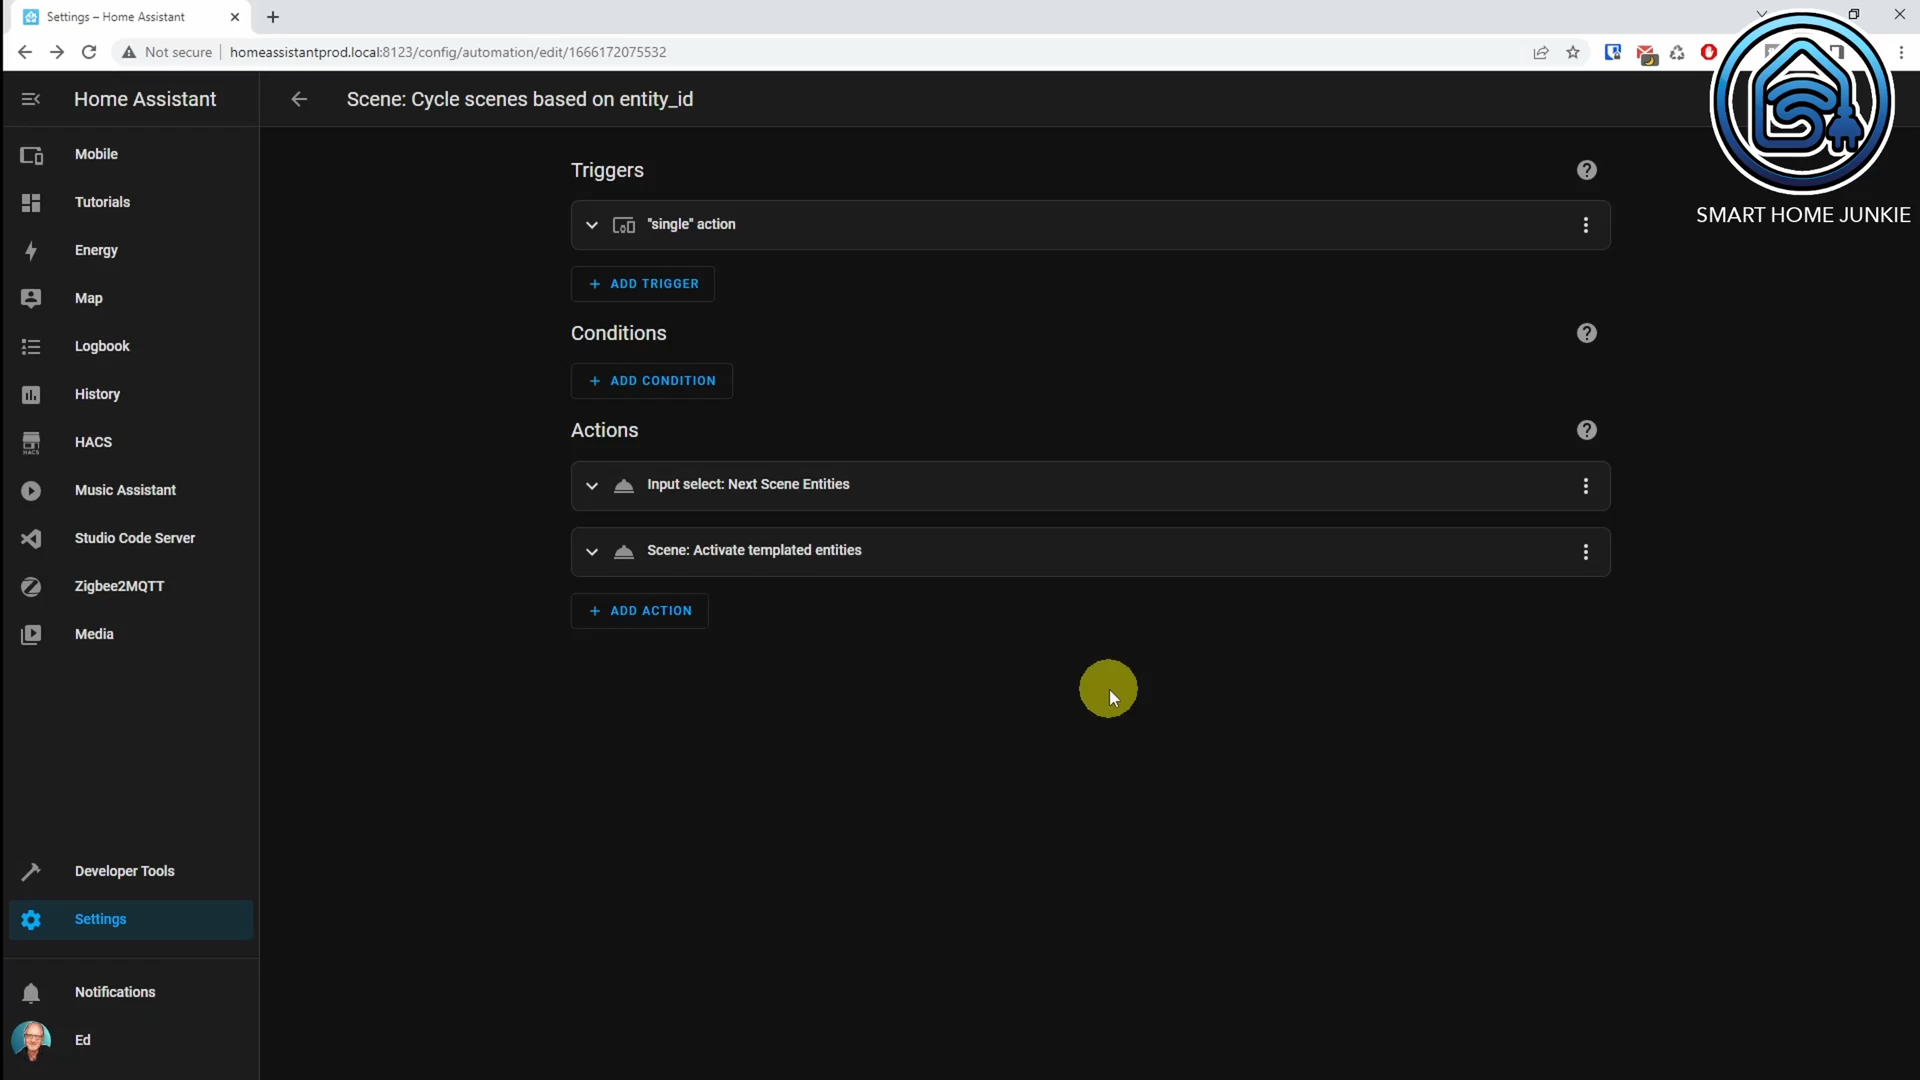 Settings – Home Assistant
Not secure
homeassistantprod.local:8123/config/automation/edit/1666172075532
Home Assistant
Scene: Cycle scenes based on entity_id
SMART HOME JUNKIE
Mobile
Tutorials
Energy
Map
Logbook
History
HACS
HACS
Music Assistant
Studio Code Server
Zigbee2MQTT
Media
Developer Tools
Settings
Notifications
Ed
Triggers
"single" action
+ ADD TRIGGER
Conditions
+ ADD CONDITION
Actions
Input select: Next Scene Entities
Scene: Activate templated entities
+ ADD ACTION